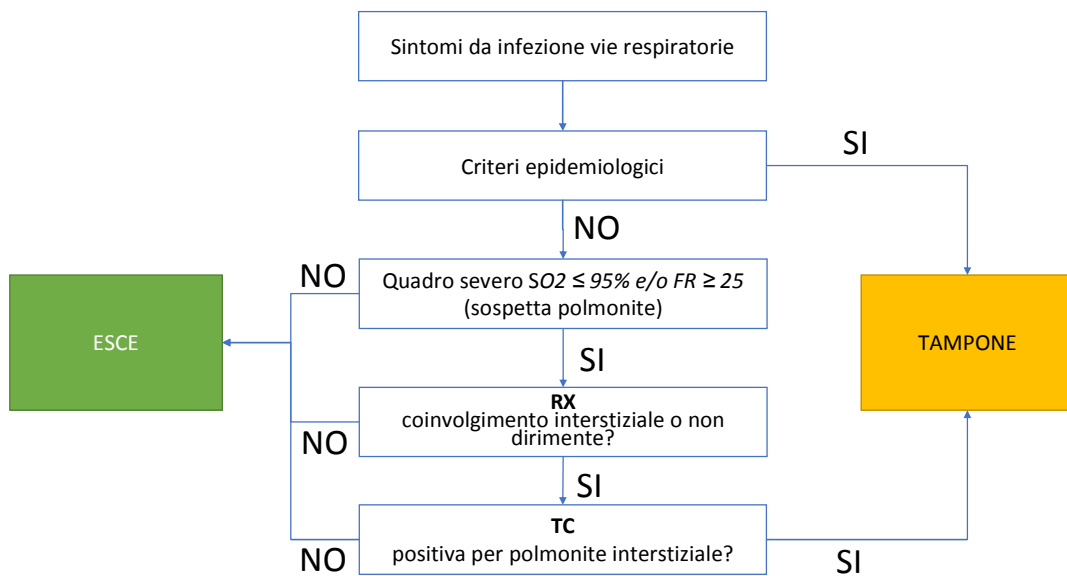 Sintomi da infezione vie respiratorie
Criteri epidemiologici
SI
NO
Quadro severo SO2 ≤ 95% e/o FR ≥ 25
(sospetta polmonite)
NO
ESCE
TAMPONE
SI
RX
coinvolgimento interstiziale o non
dirimente?
NO
SI
TC
positiva per polmonite interstiziale?
NO
SI